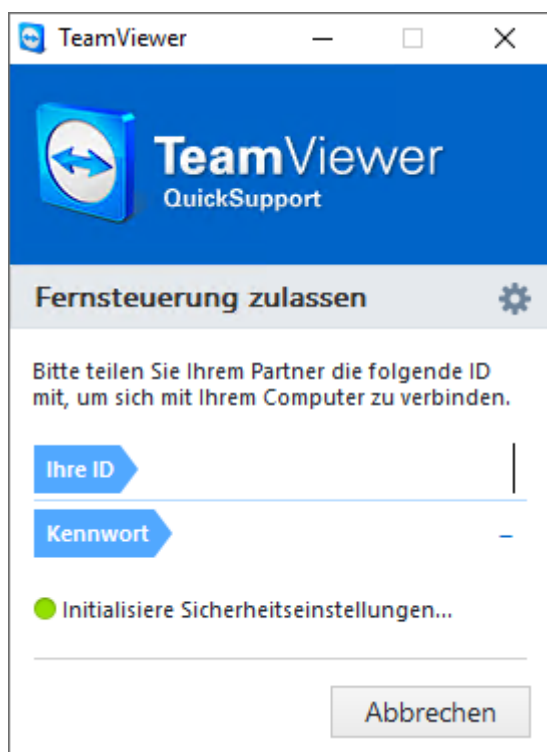 TeamViewer
TeamViewer
QuickSupport
Fernsteuerung zulassen
Bitte teilen Sie Ihrem Partner die folgende ID
mit, um sich mit Ihrem Computer zu verbinden.
Ihre ID
Kennwort –
Initialisiere Sicherheitseinstellungen...
Abbrechen